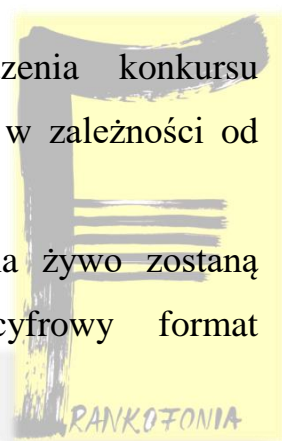 zenia konkursu
w zależności od
a żywo zostaną
cyfrowy format
RANKOFONIA